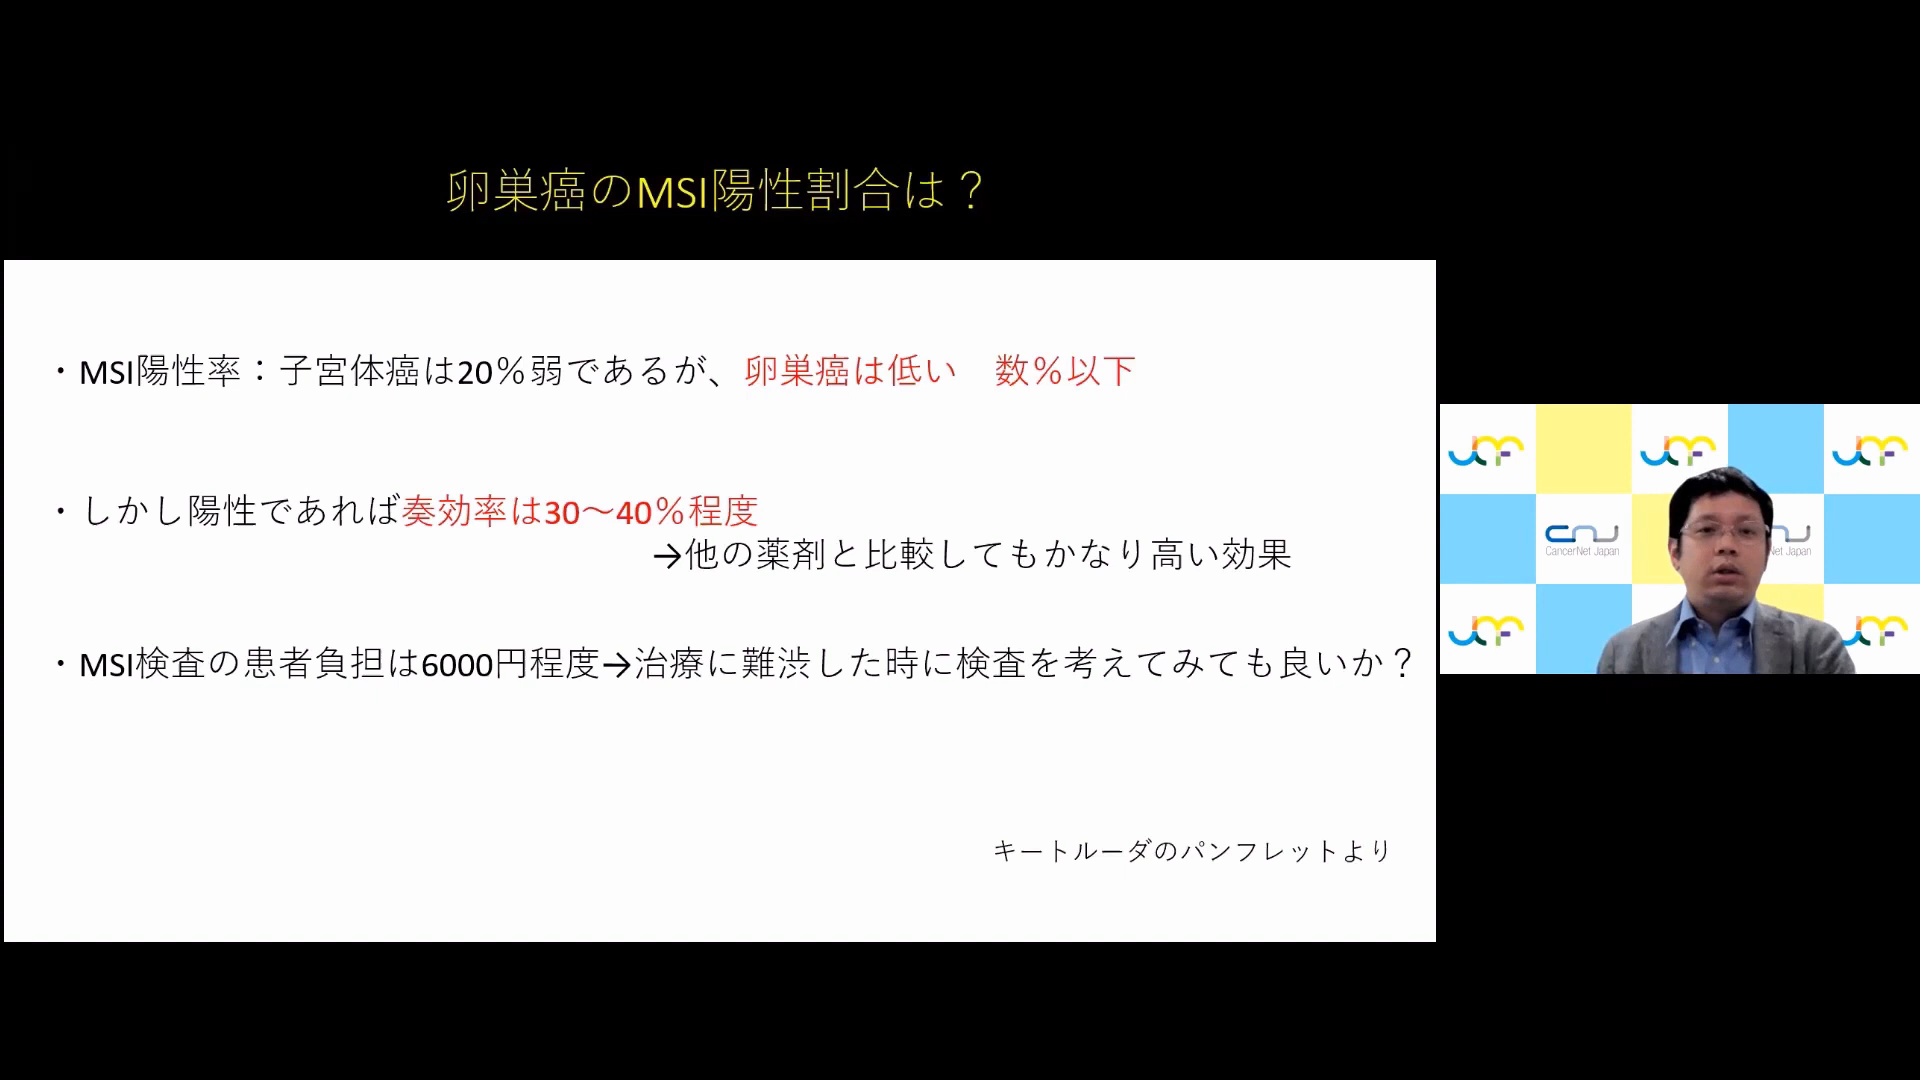 卵巣癌のMSI陽性割合は？
・MSI陽性率：子宮体癌は20％弱であるが、卵巣癌は低い　数％以下
・しかし陽性であれば奏効率は30～40％程度
→他の薬剤と比較してもかなり高い効果
・MSI検査の患者負担は6000円程度→治療に難渋した時に検査を考えてみても良いか？
キートルーダのパンフレットより
CancerNet Japan
Net Japan